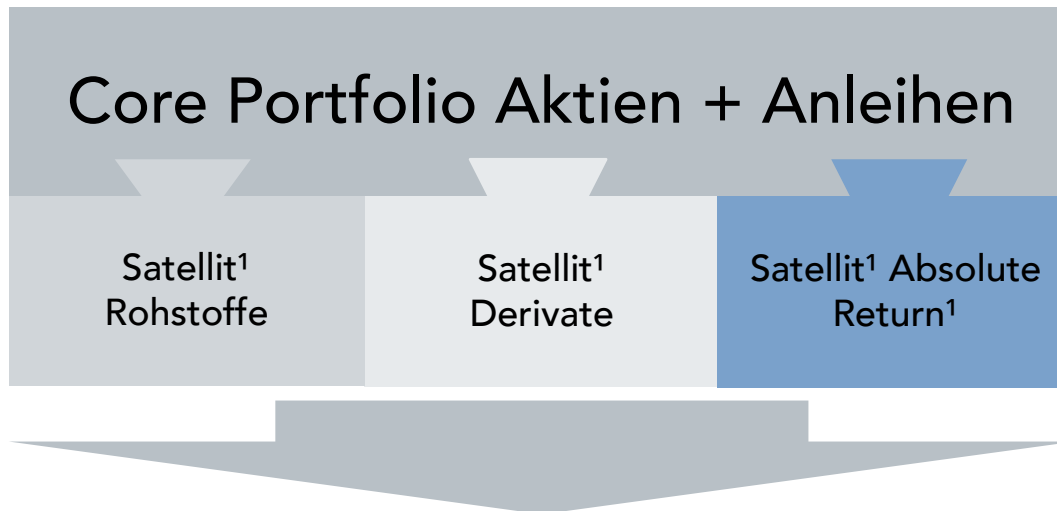 Core Portfolio Aktien + Anleihen
Satellit¹
Rohstoffe
Satellit¹
Derivate
Satellit¹ Absolute
Return¹